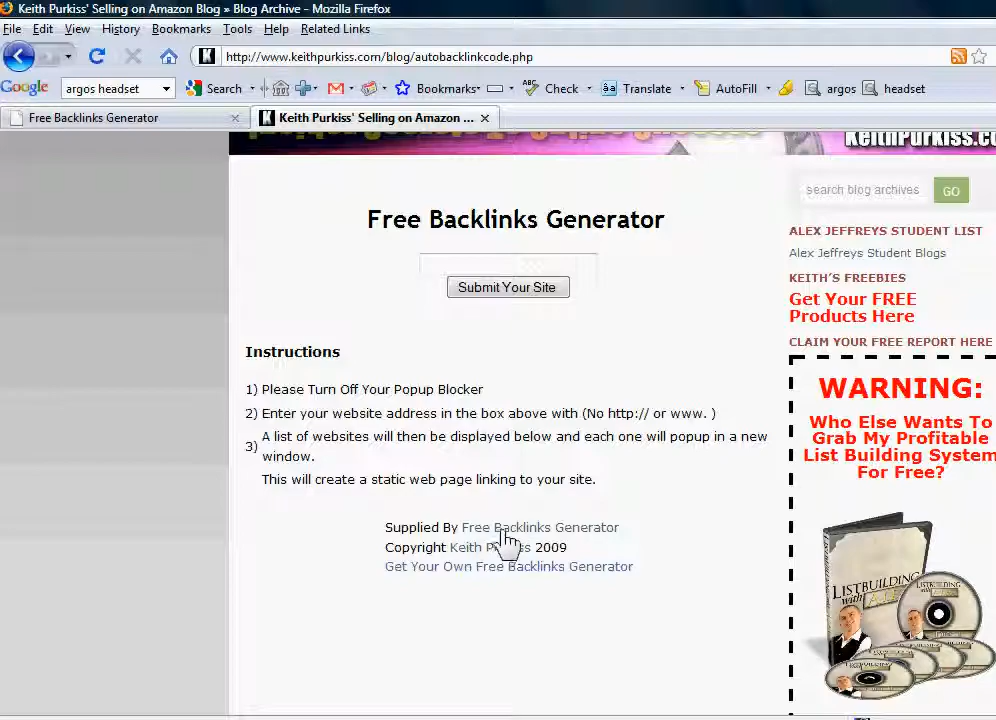 Keith Purkiss' Selling on Amazon Blog » Blog Archive - Mozilla Firefox
File Edit View History Bookmarks Tools Help Related Links
K http://www.keithpurkiss.com/blog/autobacklinkcode.php
Google argos headset Search Bookmarks ABC Check Translate AutoFill argos headset
Free Backlinks Generator
K Keith Purkiss' Selling on Amazon ...
KeithPurkiss.co
search blog archives GO
Free Backlinks Generator
Submit Your Site
ALEX JEFFREYS STUDENT LIST
Alex Jeffreys Student Blogs
KEITH'S FREEBIES
Get Your FREE
Products Here
CLAIM YOUR FREE REPORT HERE
WARNING:
Who Else Wants To
Grab My Profitable
List Building System
For Free?
LISTBUILDING
Instructions
1) Please Turn Off Your Popup Blocker
2) Enter your website address in the box above with (No http:// or www. )
3) A list of websites will then be displayed below and each one will popup in a new
window.
This will create a static web page linking to your site.
Supplied By Free Backlinks Generator
Copyright Keith P iss 2009
Get Your Own Free Backlinks Generator